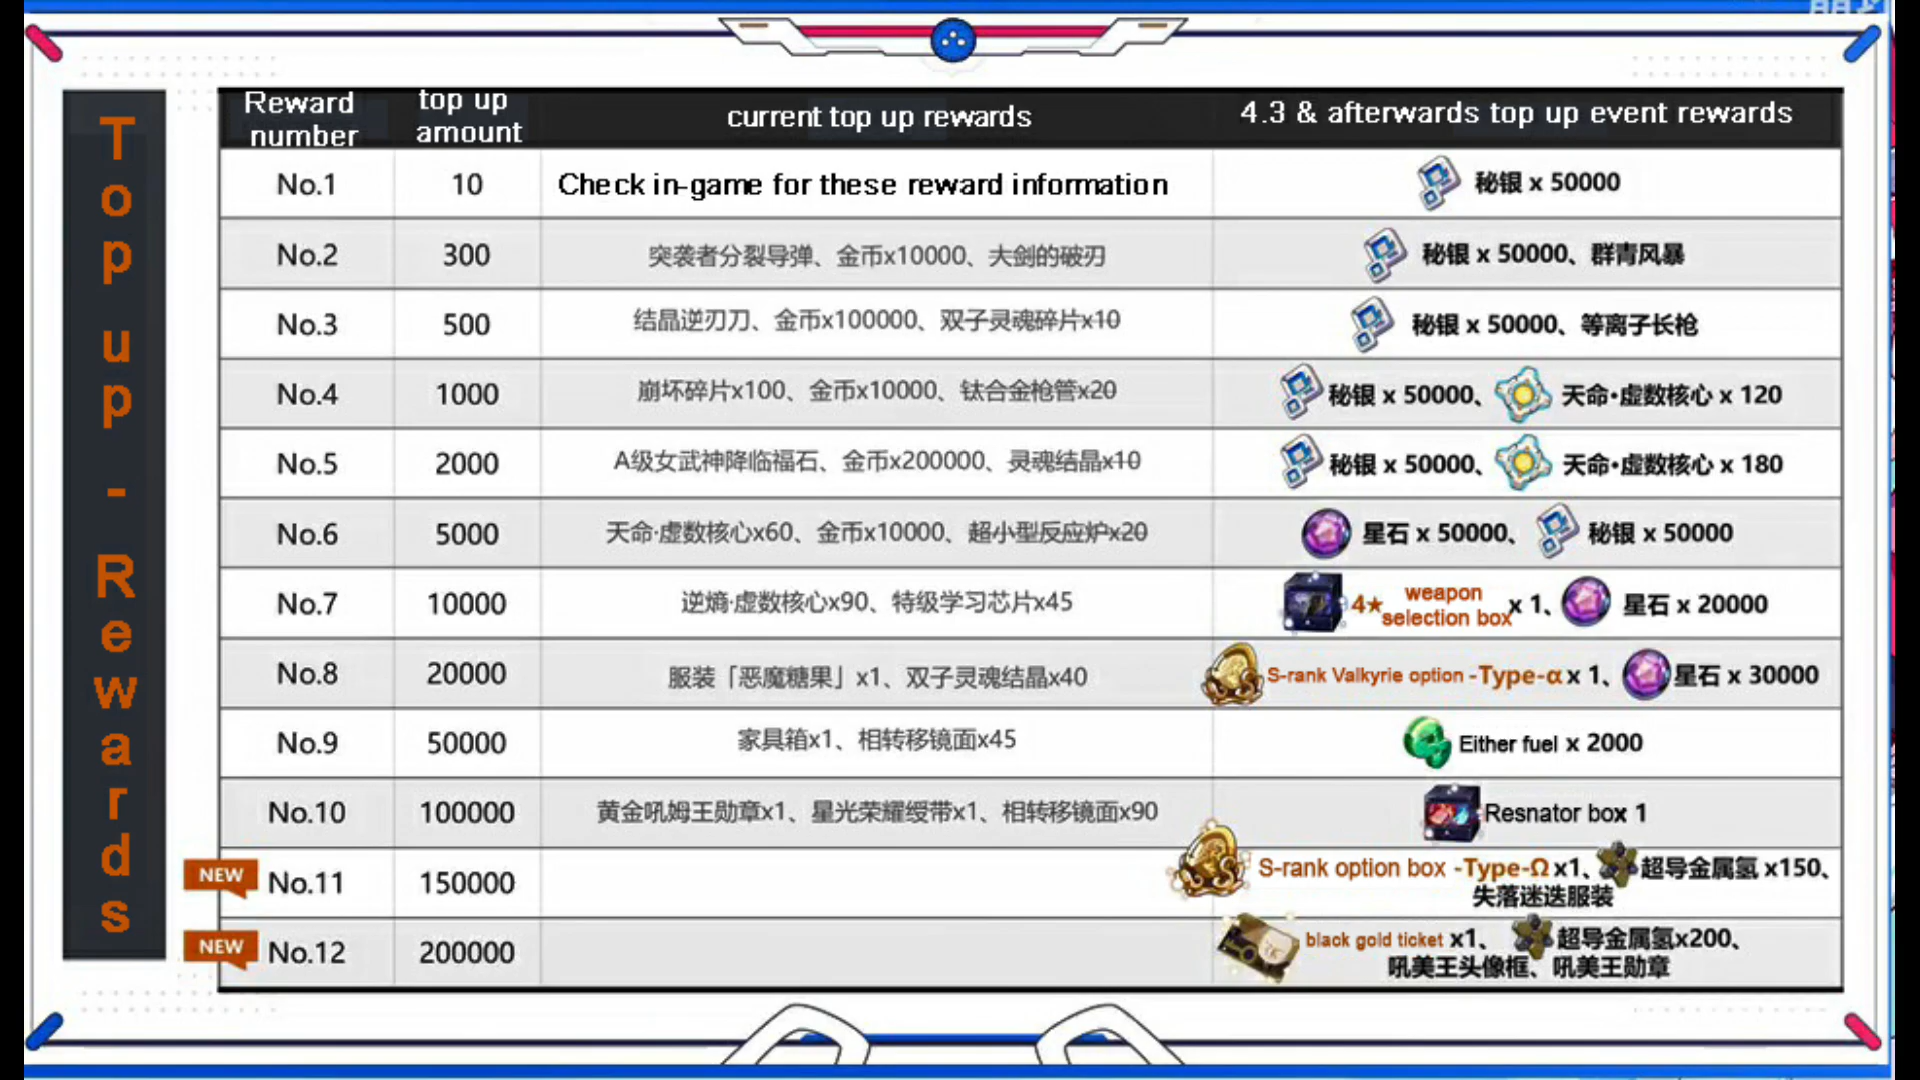 Top up - Rewards
Reward number
top up amount
current top up rewards
4.3 & afterwards top up event rewards
No.1
10
Check in-game for these reward information
秘银 x 50000
No.2
300
突袭者分裂导弹、金币x10000、大剑的破刃
秘银 x 50000、群青风暴
No.3
500
结晶逆刃刀、金币x100000、双子灵魂碎片x10
秘银 x 50000、等离子长枪
No.4
1000
崩坏碎片x100、金币x10000、钛合金枪管x20
秘银 x 50000、天命·虚数核心 x 120
No.5
2000
A级女武神降临福石、金币x200000、灵魂结晶x10
秘银 x 50000、天命·虚数核心 x 180
No.6
5000
天命·虚数核心x60、金币x10000、超小型反应炉x20
星石 x 50000、秘银 x 50000
No.7
10000
逆熵·虚数核心x90、特级学习芯片x45
4★ weapon selection box x 1、星石 x 20000
No.8
20000
服装「恶魔糖果」x1、双子灵魂结晶x40
S-rank Valkyrie option -Type-α x 1、星石 x 30000
No.9
50000
家具箱x1、相转移镜面x45
Either fuel x 2000
No.10
100000
黄金吼姆王勋章x1、星光荣耀绶带x1、相转移镜面x90
Resnator box 1
NEW
No.11
150000
S-rank option box -Type-Ω x1、超导金属氢 x150、
失落迷迭服装
NEW
No.12
200000
black gold ticket x1、超导金属氢x200、
吼美王头像框、吼美王勋章